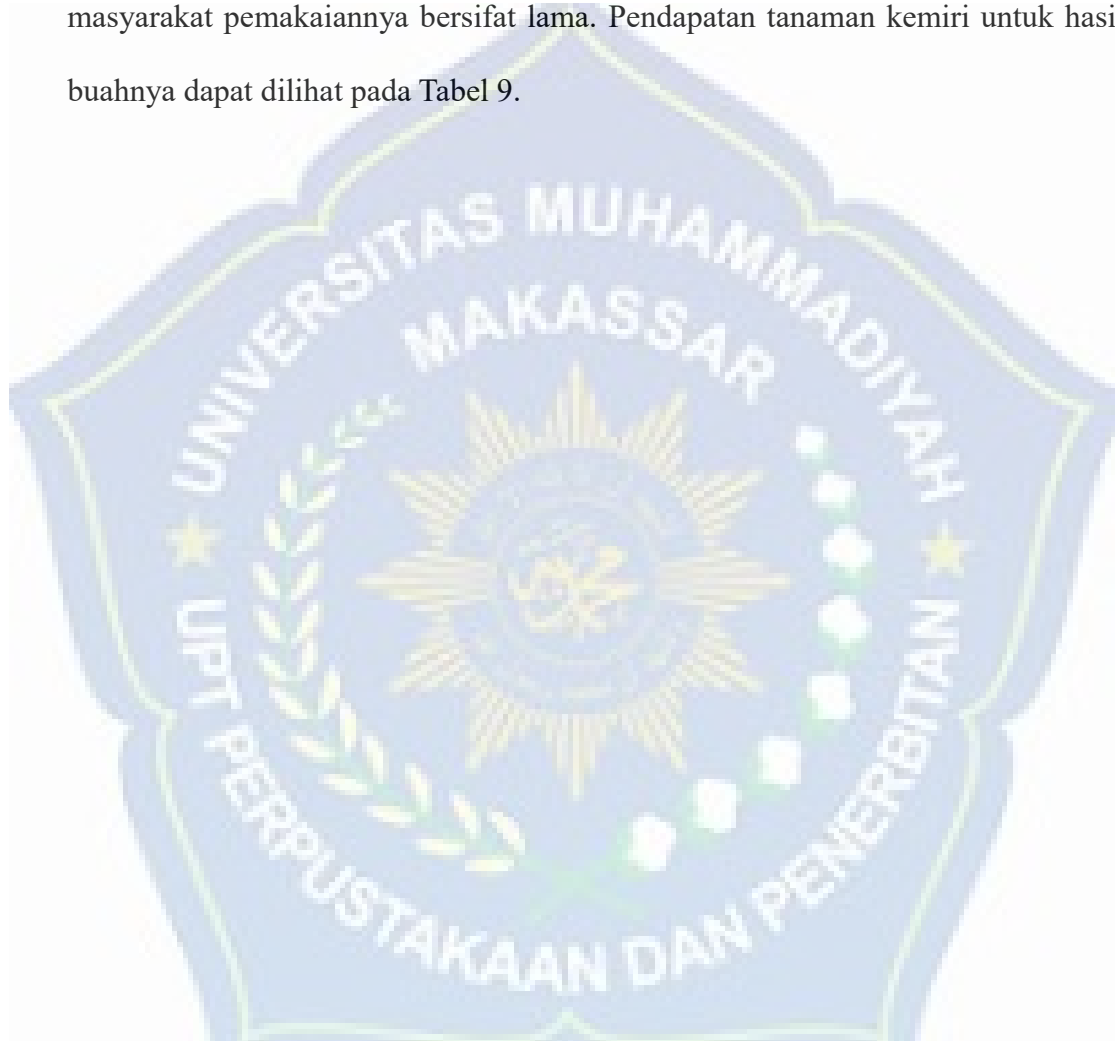 masyarakat pemakaiannya bersifat lama. Pendapatan tanaman kemiri untuk hasi
buahnya dapat dilihat pada Tabel 9.
UNIVERSITAS MUHAMMADIYAH
MAKASSAR
UPT PERPUSTAKAAN DAN PENERBITAN